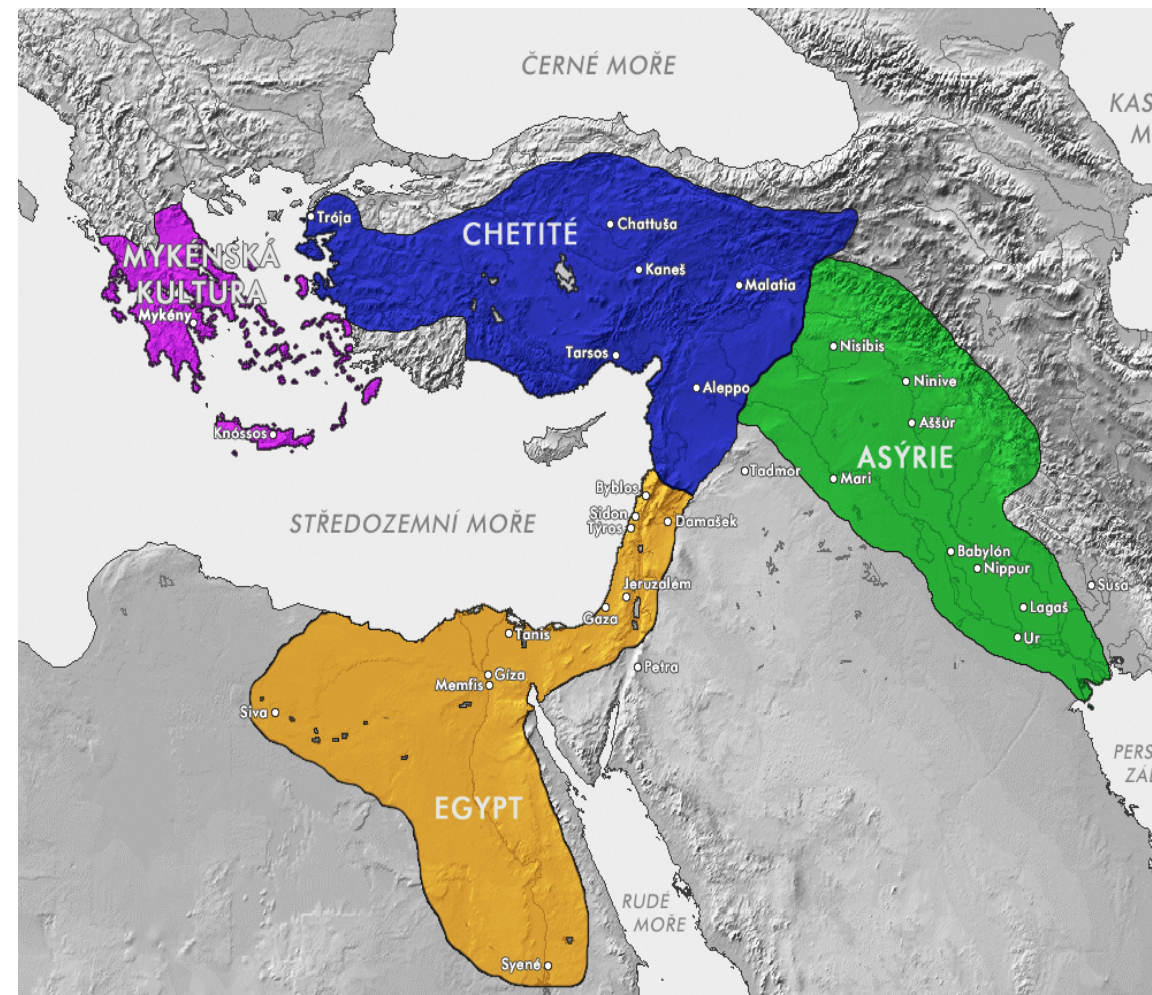 ČERNÉ MOŘE
KAS
M
Trója
CHETITÉ
Chattuša
MYKÉNSKÁ
KULTURA
Mykény
Kaneš
Malatia
Nisibis
Tarsos
Aleppo
Ninive
Aššúr
Knóssos
ASÝRIE
Tadmor
Mari
Byblos
Sidon
Týros
Damašek
STŘEDOZEMNÍ MOŘE
Babylón
Nippur
Súsa
Jeruzalém
Gaza
Lagaš
Ur
Tanis
Petra
Gíza
Memfis
Siva
PERS
ZÁL
EGYPT
RUDÉ
MOŘE
Syené